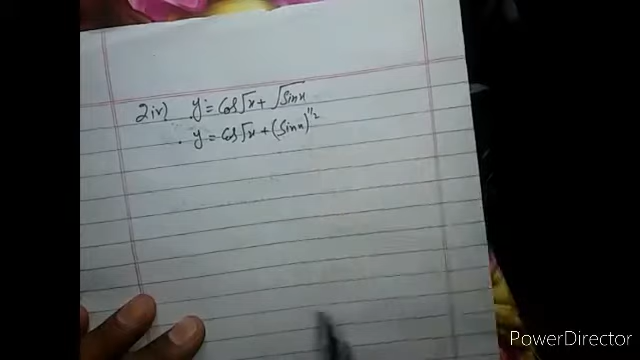 2iv) y = cos√x + √sinx
y = cos√x + (sinx)^1/2
PowerDirector